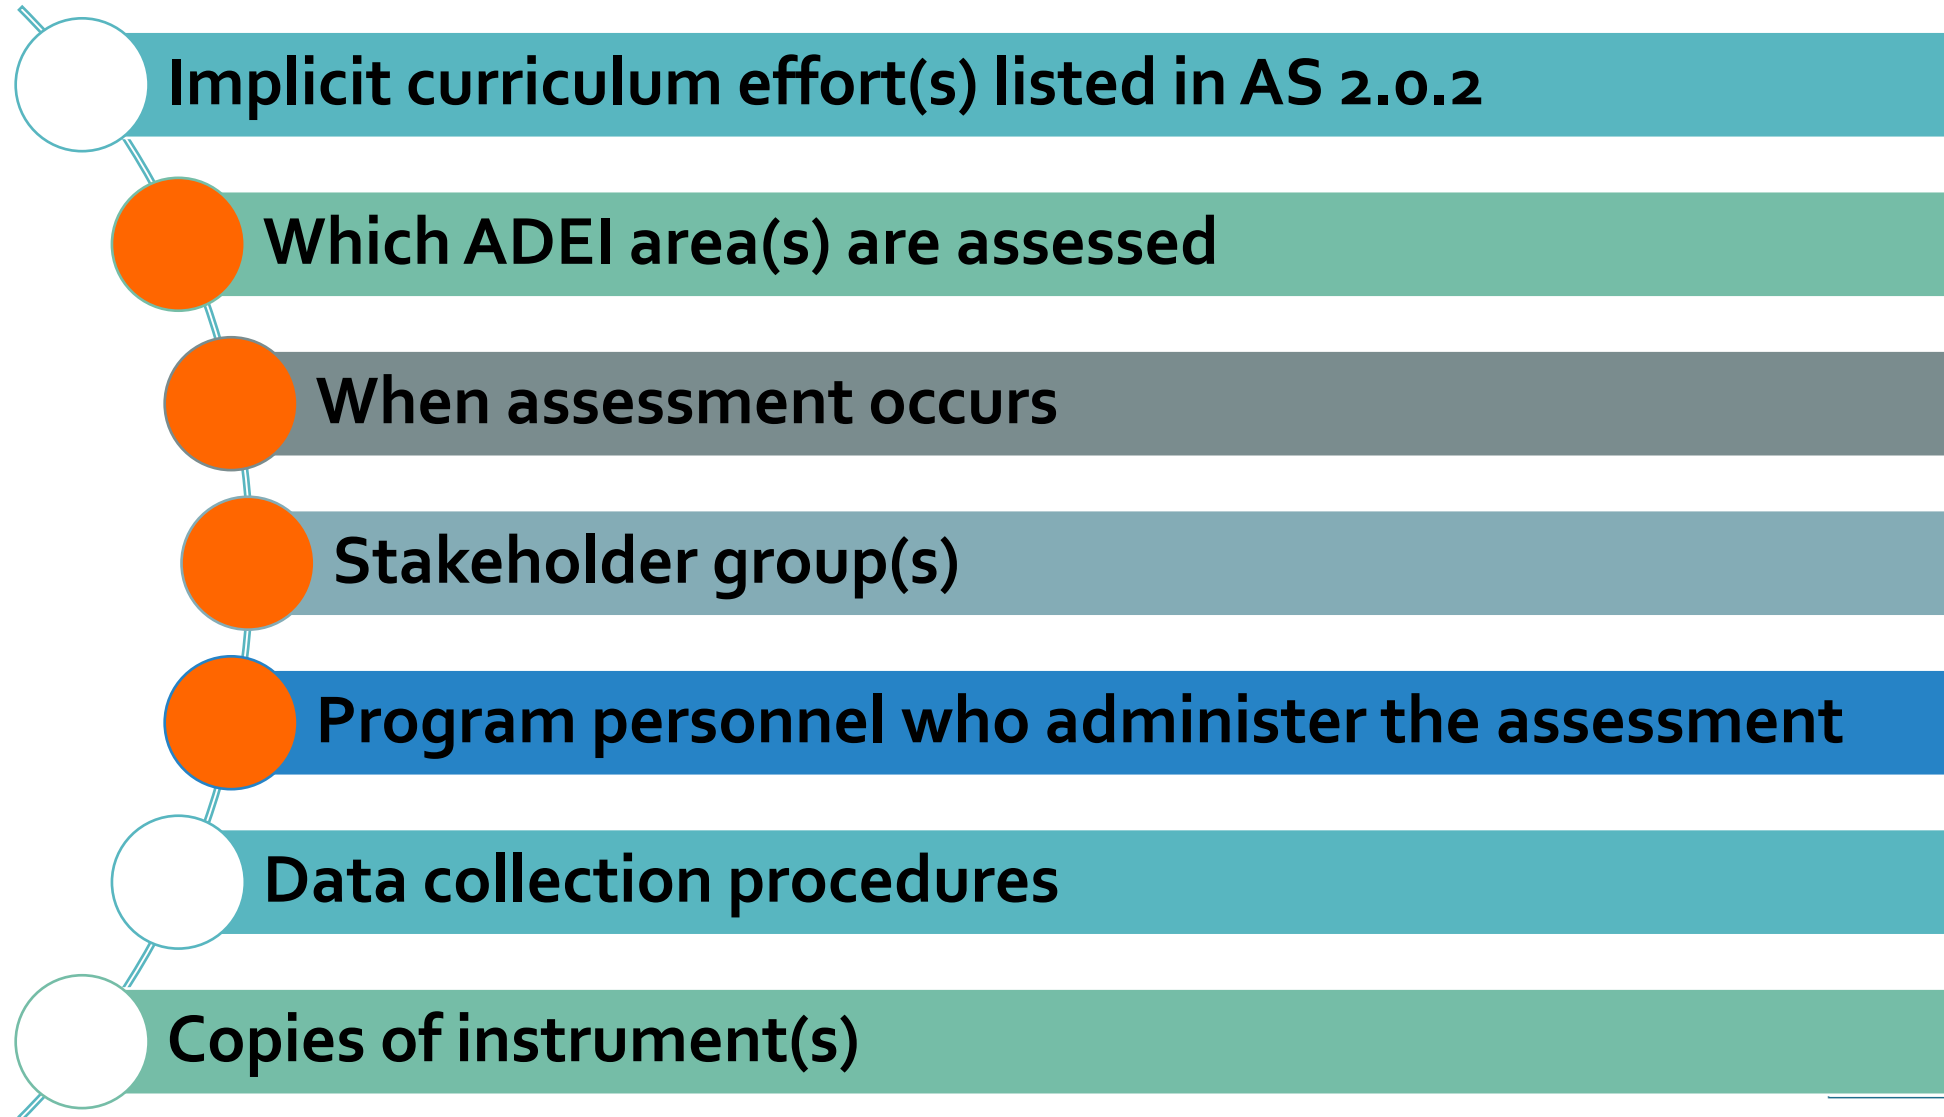 Implicit curriculum effort(s) listed in AS 2.0.2
Which ADEI area(s) are assessed
When assessment occurs
Stakeholder group(s)
Program personnel who administer the assessment
Data collection procedures
Copies of instrument(s)